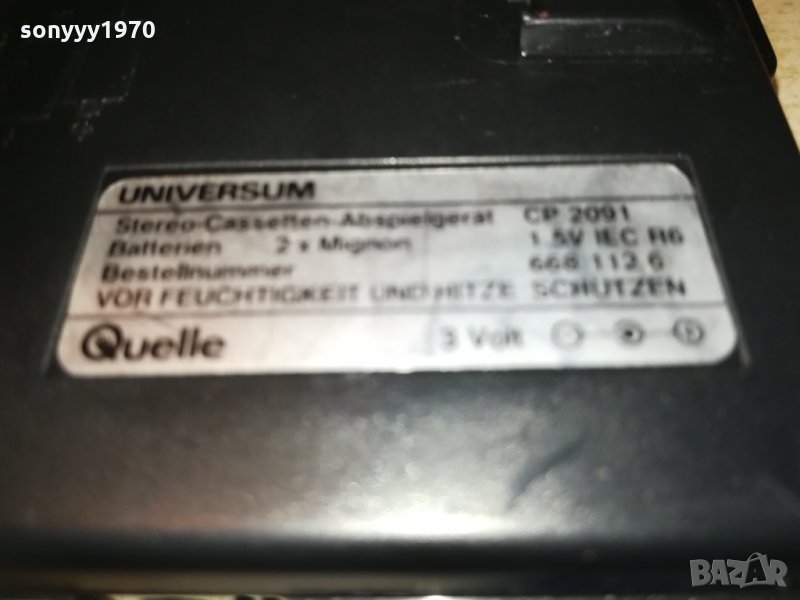 sonyyy1970
UNIVERSUM
Stereo-Cassetten-Abspielgerät CP 2091
Batterien 2 x Mignon 1.5V IEC R6
Bestellnummer 668 112 6
VOR FEUCHTIGKEIT UND HITZE SCHÜTZEN
Quelle 3 Volt
BAZAR